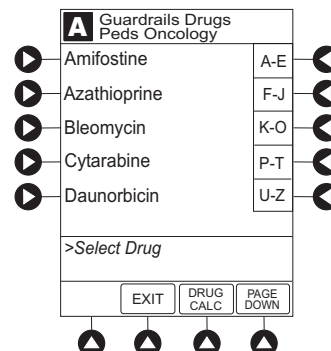 A Guardrails Drugs
Peds Oncology
Amifostine A-E
Azathioprine F-J
Bleomycin K-O
Cytarabine P-T
Daunorbicin U-Z
>Select Drug
EXIT DRUG CALC PAGE DOWN